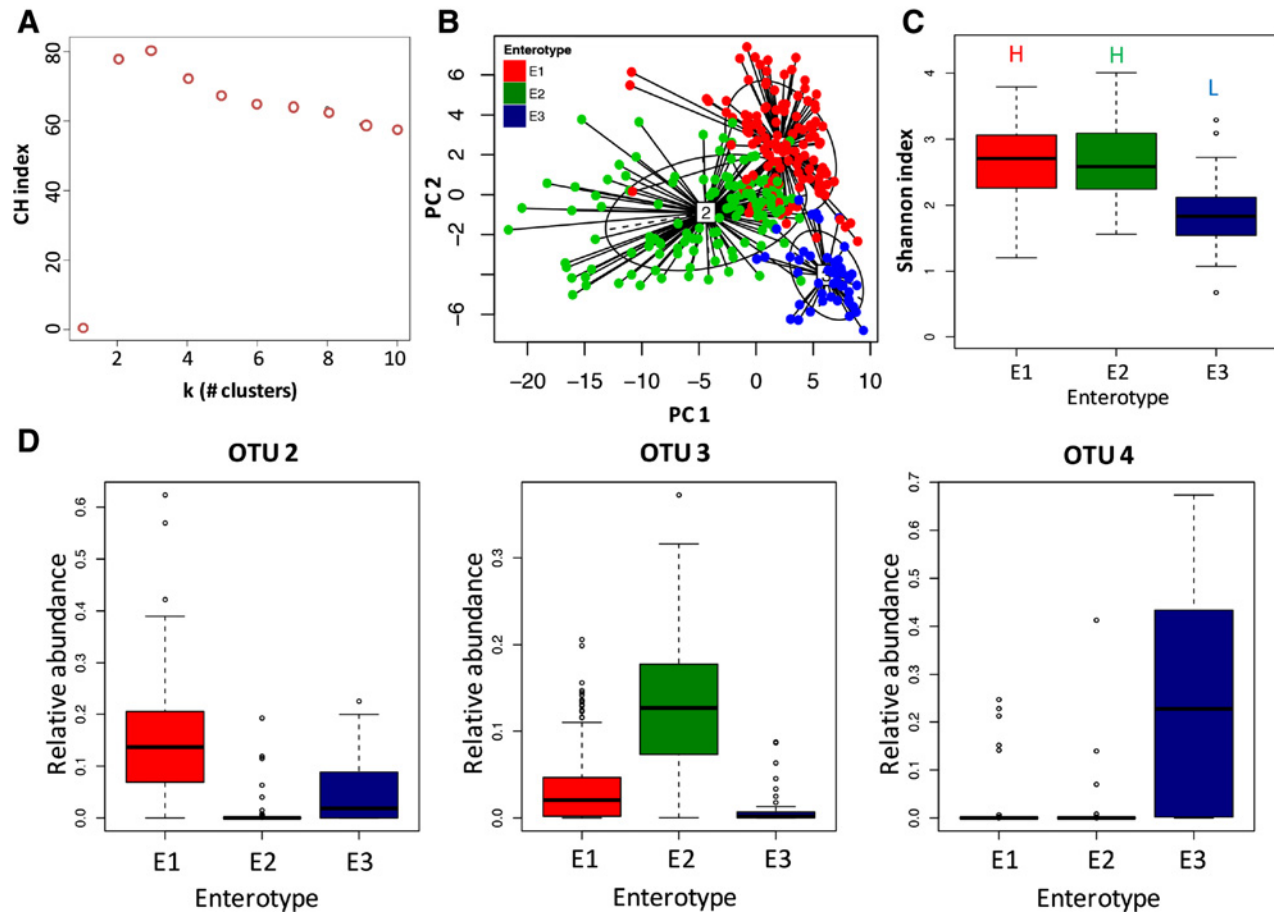 A
CH index
80
60
40
20
0
2 4 6 8 10
k (# clusters)
B
Enterotype
E1
E2
E3
PC 2
6
4
2
0
−2
−4
−6
2
−20 −15 −10 −5 0 5 10
PC 1
C
Shannon index
4
3
2
1
0
H H L
E1 E2 E3
Enterotype
D
OTU 2
Relative abundance
0.6
0.5
0.4
0.3
0.2
0.1
0.0
E1 E2 E3
Enterotype
OTU 3
Relative abundance
0.3
0.2
0.1
0.0
E1 E2 E3
Enterotype
OTU 4
Relative abundance
0.7
0.6
0.5
0.4
0.3
0.2
0.1
0.0
E1 E2 E3
Enterotype